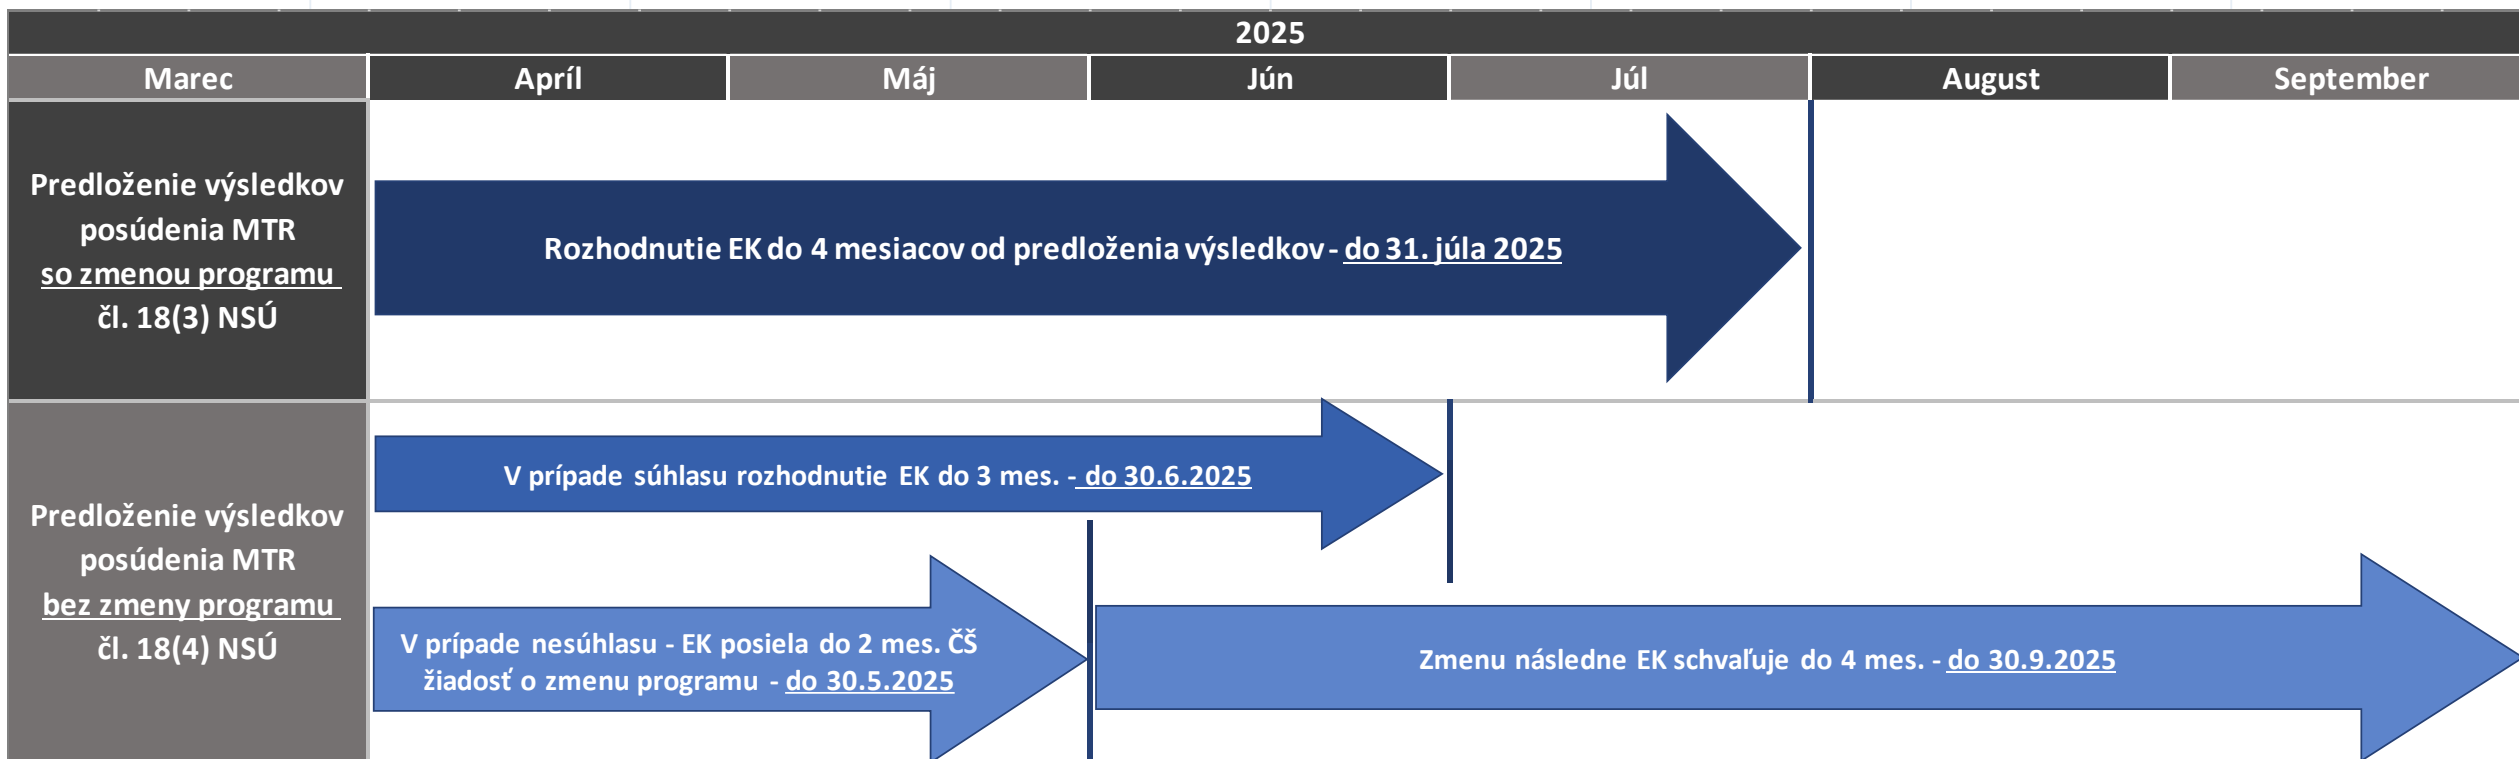 2025
Marec
Apríl
Máj
Jún
Júl
August
September
Predloženie výsledkov
posúdenia MTR
so zmenou programu
čl. 18(3) NSÚ
Rozhodnutie EK do 4 mesiacov od predloženia výsledkov - do 31. júla 2025
Predloženie výsledkov
posúdenia MTR
bez zmeny programu
čl. 18(4) NSÚ
V prípade súhlasu rozhodnutie EK do 3 mes. - do 30.6.2025
V prípade nesúhlasu - EK posiela do 2 mes. ČŠ
žiadosť o zmenu programu - do 30.5.2025
Zmenu následne EK schvaľuje do 4 mes. - do 30.9.2025